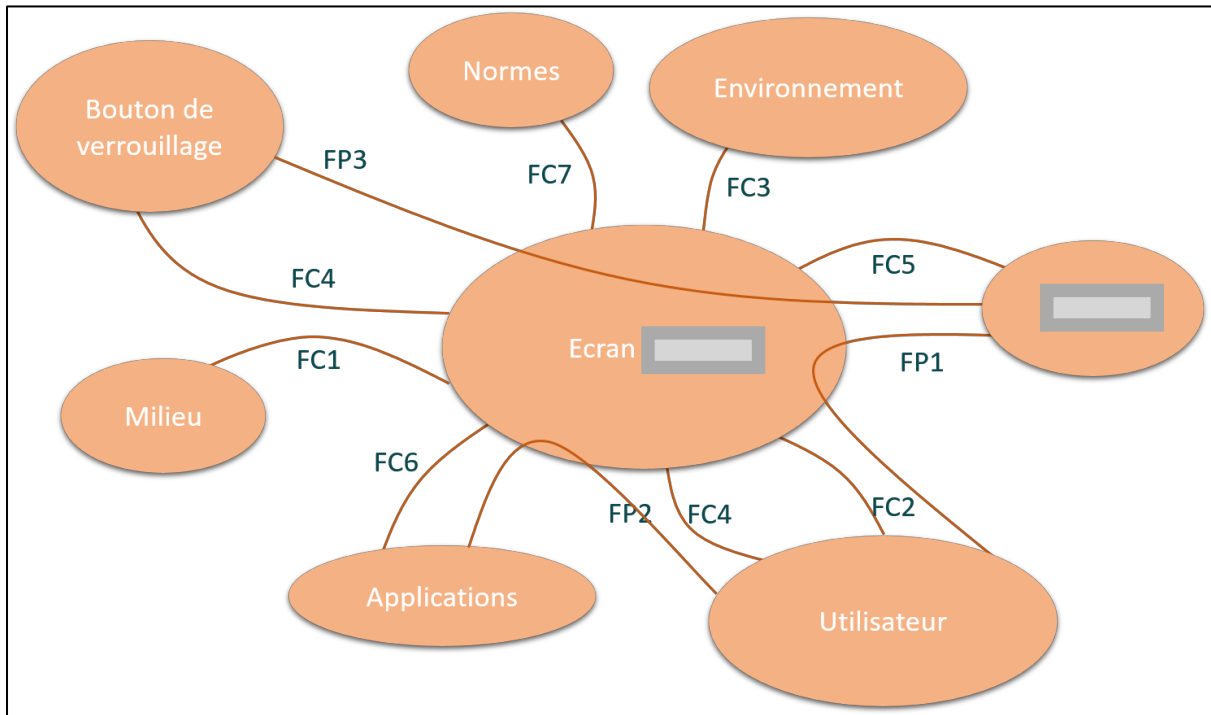 Normes
Environnement
Bouton de
verrouillage
FP3
FC7
FC3
FC5
FC4
Ecran
FC1
FP1
Milieu
FC6
FP2
FC4
FC2
Applications
Utilisateur